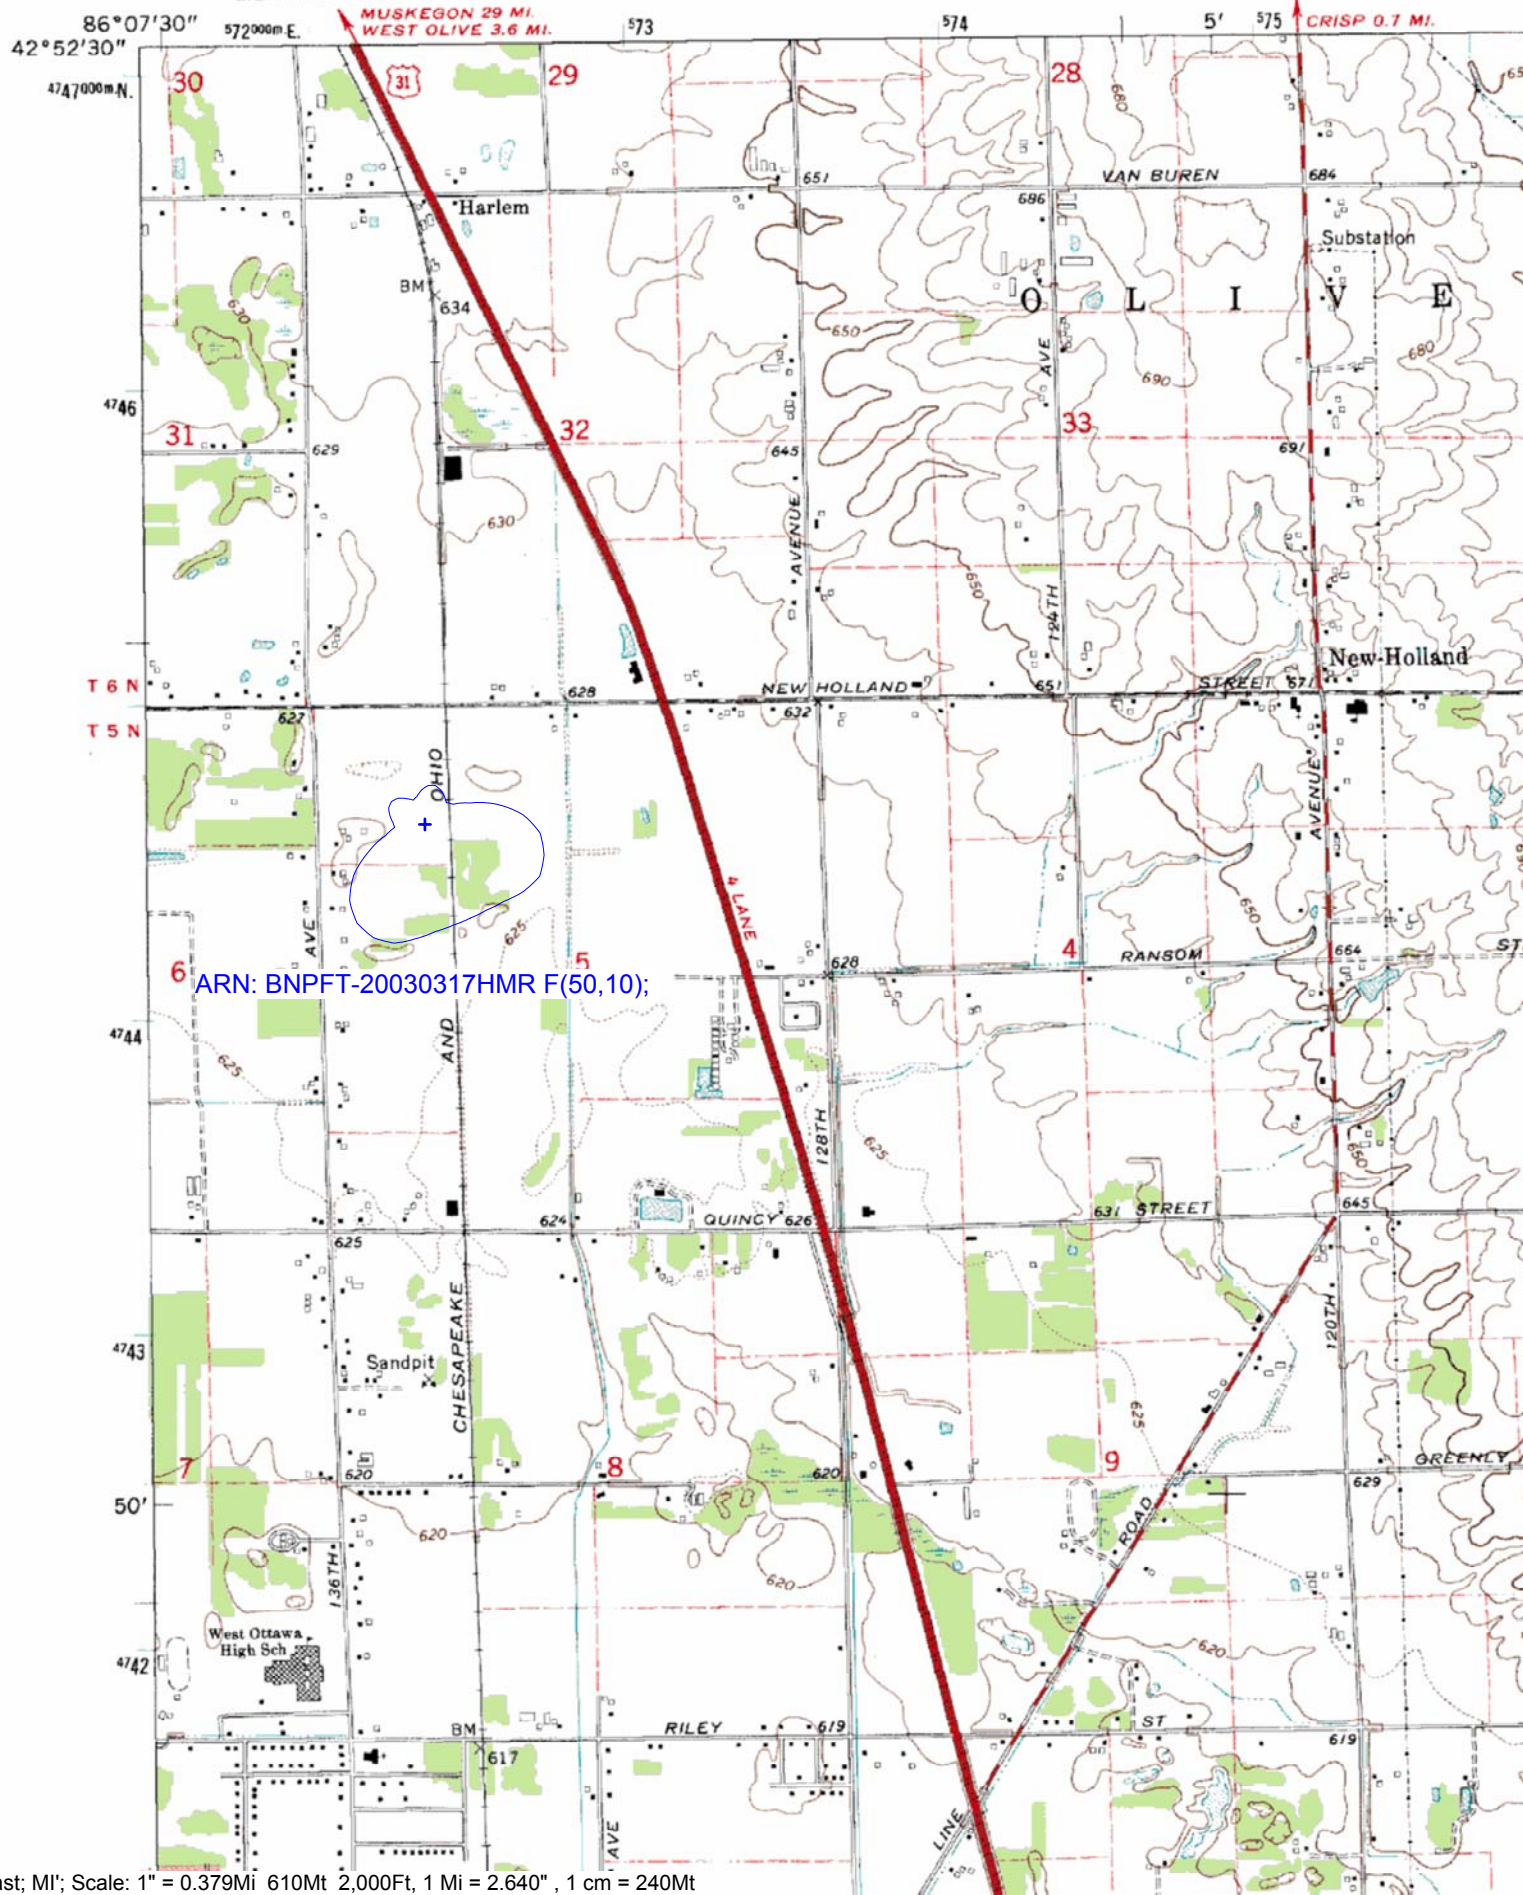 MUSKEGON 29 MI.
WEST OLIVE 3.6 MI.
86°07'30"
572000m.E.
573
574
5'
575
CRISP 0.7 MI.
42°52'30"
4747000m.N.
30
31
29
28
680
651
VAN BUREN
684
Harlem
686
Substation
BM
634
630
O L I V E
650
AVE
690
680
4746
31
629
32
645
33
691
630
AVENUE
650
124TH
New Holland
T 6 N
628
NEW HOLLAND
651
STREET
671
T 5 N
627
632
OHIO
AVENUE
4 LANE
AVE
625
650
6
5
628
4
RANSOM
664
ST
ARN: BNPFT-20030317HMR F(50,10);
4744
AND
625
128TH
625
650
624
QUINCY
626
631
STREET
645
625
CHESAPEAKE
120TH
4743
Sandpit
625
7
620
8
620
9
GREENLY
629
50'
620
ROAD
136TH
620
West Ottawa
High Sch
620
4742
BM
617
RILEY
619
ST
619
AVE
LINE
ast; MI'; Scale: 1" = 0.379Mi 610Mt 2,000Ft, 1 Mi = 2.640" , 1 cm = 240Mt